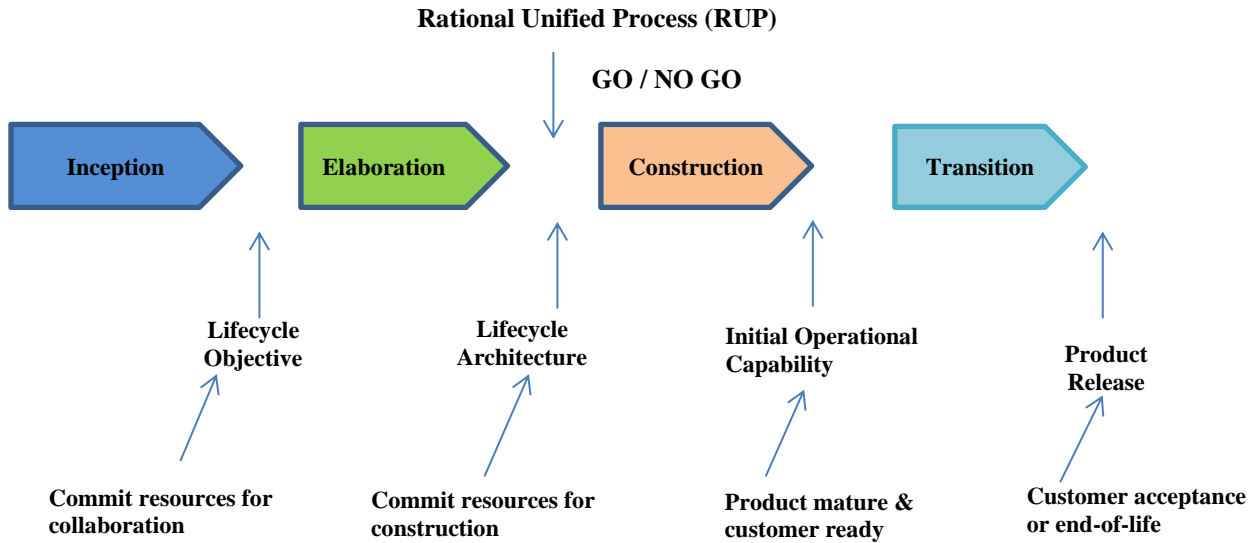 Rational Unified Process (RUP)
GO / NO GO
Inception
Elaboration
Construction
Transition
Lifecycle
Objective
Lifecycle
Architecture
Initial Operational
Capability
Product
Release
Commit resources for
collaboration
Commit resources for
construction
Product mature &
customer ready
Customer acceptance
or end-of-life